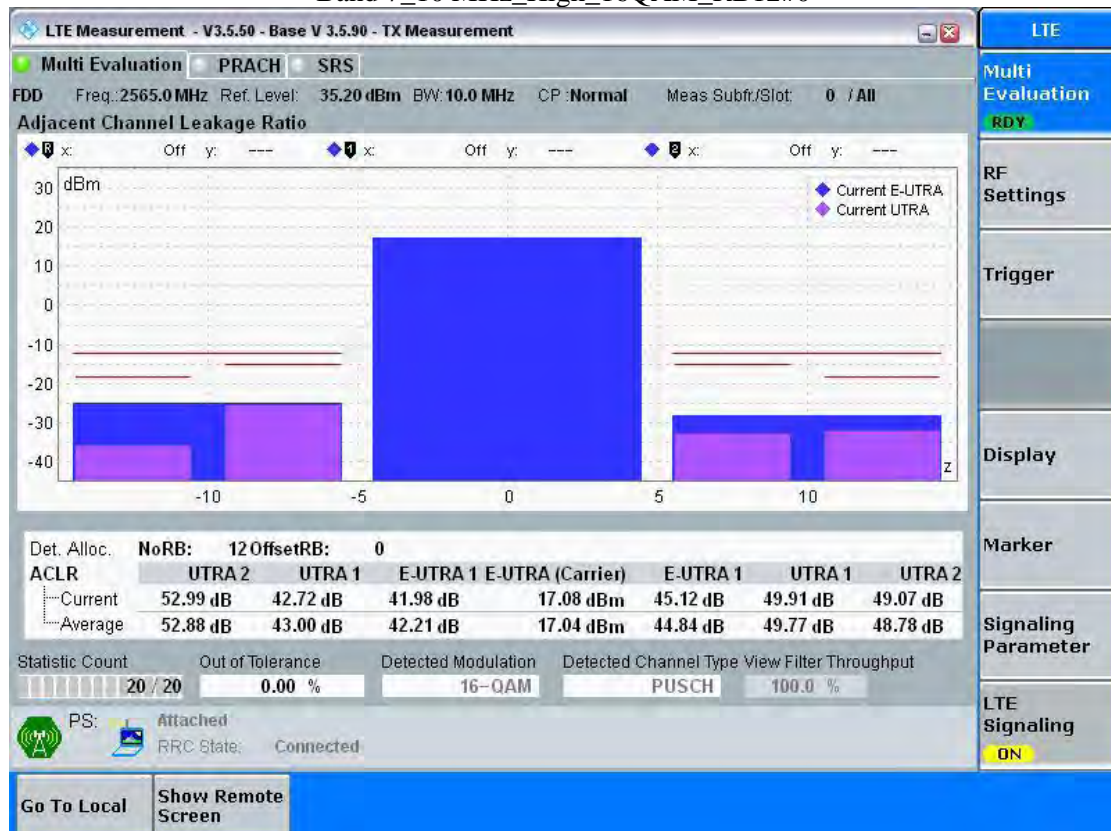 LTE Measurement - V3.5.50 - Base V 3.5.90 - TX Measurement
LTE
Multi Evaluation PRACH SRS
Multi Evaluation
RDY
FDD Freq.:2565.0 MHz Ref. Level: 35.20 dBm BW:10.0 MHz CP :Normal Meas Subfr./Slot: 0 / All
Adjacent Channel Leakage Ratio
R x: Off y: --- 1 x: Off y: --- 2 x: Off y: ---
dBm
Current E-UTRA
Current UTRA
30
20
10
0
-10
-20
-30
-40
z
-10 -5 0 5 10
RF Settings
Trigger
Display
Marker
Signaling Parameter
LTE Signaling
ON
Det. Alloc. NoRB: 12 OffsetRB: 0
ACLR UTRA 2 UTRA 1 E-UTRA 1 E-UTRA (Carrier) E-UTRA 1 UTRA 1 UTRA 2
Current 52.99 dB 42.72 dB 41.98 dB 17.08 dBm 45.12 dB 49.91 dB 49.07 dB
Average 52.88 dB 43.00 dB 42.21 dB 17.04 dBm 44.84 dB 49.77 dB 48.78 dB
Statistic Count Out of Tolerance Detected Modulation Detected Channel Type View Filter Throughput
20 / 20 0.00 % 16-QAM PUSCH 100.0 %
PS: Attached
RRC State: Connected
Go To Local
Show Remote Screen